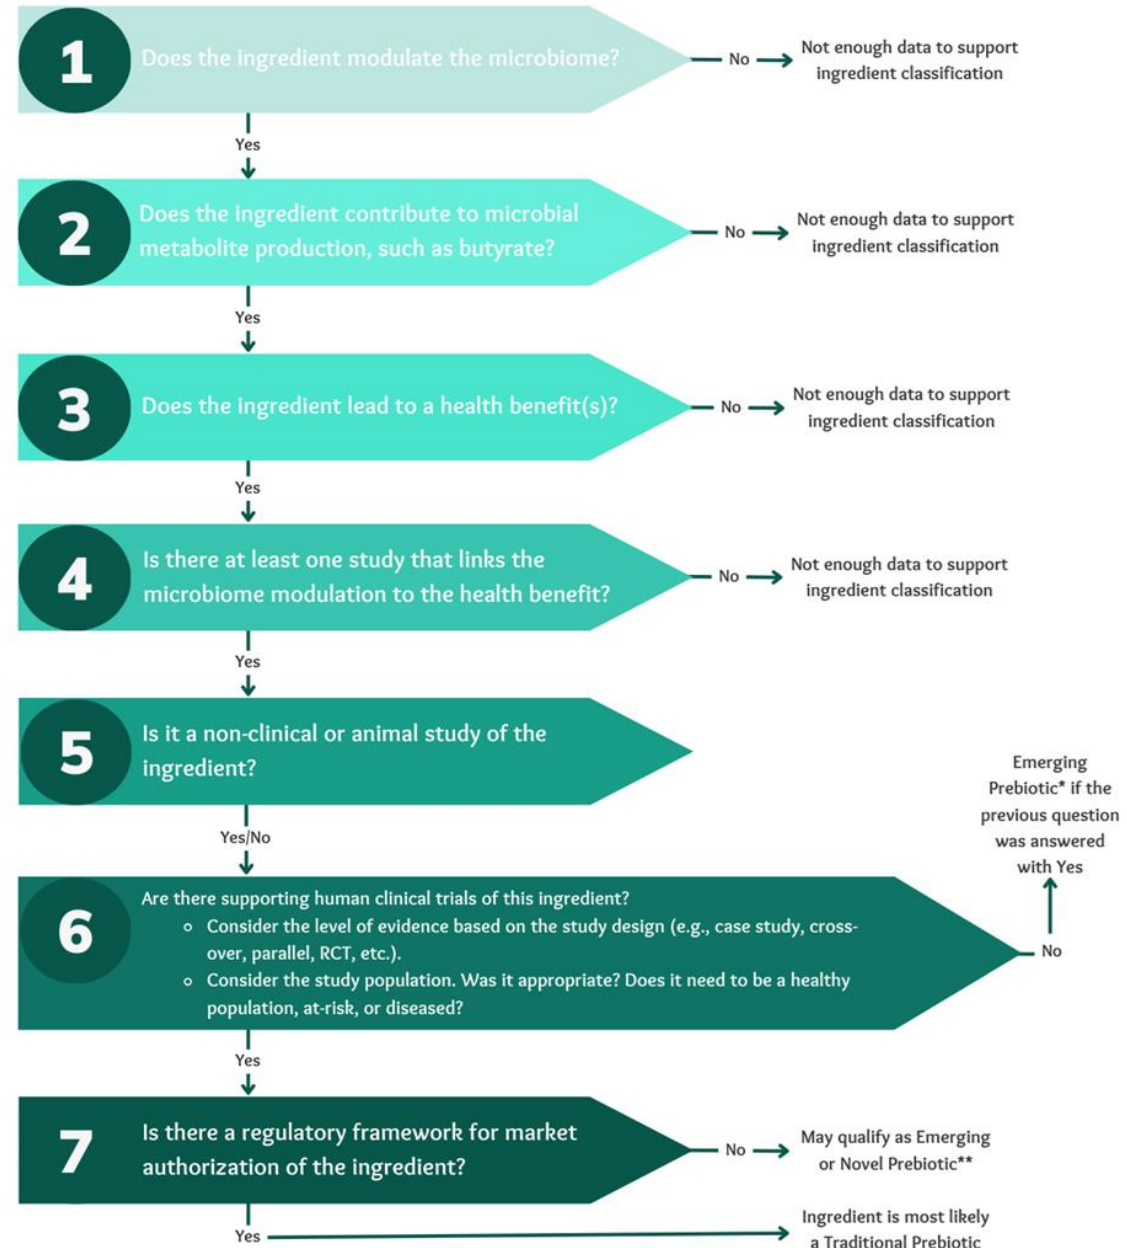 1
Does the ingredient modulate the microbiome?
No
Not enough data to support
ingredient classification
Yes
2
Does the ingredient contribute to microbial
metabolite production, such as butyrate?
No
Not enough data to support
ingredient classification
Yes
3
Does the ingredient lead to a health benefit(s)?
No
Not enough data to support
ingredient classification
Yes
4
Is there at least one study that links the
microbiome modulation to the health benefit?
No
Not enough data to support
ingredient classification
Yes
5
Is it a non-clinical or animal study of the
ingredient?
Yes/No
6
Are there supporting human clinical trials of this ingredient?
Consider the level of evidence based on the study design (e.g., case study, cross-
over, parallel, RCT, etc.).
Consider the study population. Was it appropriate? Does it need to be a healthy
population, at-risk, or diseased?
No
Emerging
Prebiotic* if the
previous question
was answered
with Yes
Yes
7
Is there a regulatory framework for market
authorization of the ingredient?
No
May qualify as Emerging
or Novel Prebiotic**
Yes
Ingredient is most likely
a Traditional Prebiotic